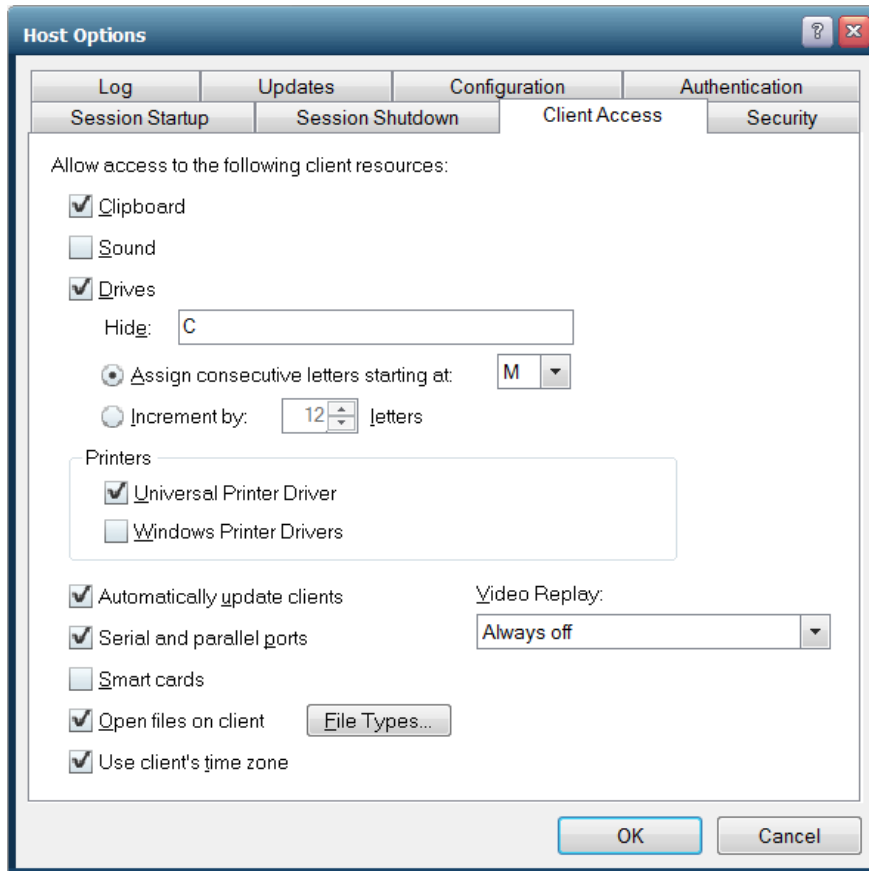 Host Options
Log Updates Configuration Authentication
Session Startup Session Shutdown Client Access Security
Allow access to the following client resources:
Clipboard
Sound
Drives
Hide: C
Assign consecutive letters starting at: M
Increment by: 12 letters
Printers
Universal Printer Driver
Windows Printer Drivers
Automatically update clients Video Replay:
Serial and parallel ports Always off
Smart cards
Open files on client File Types...
Use client's time zone
OK Cancel